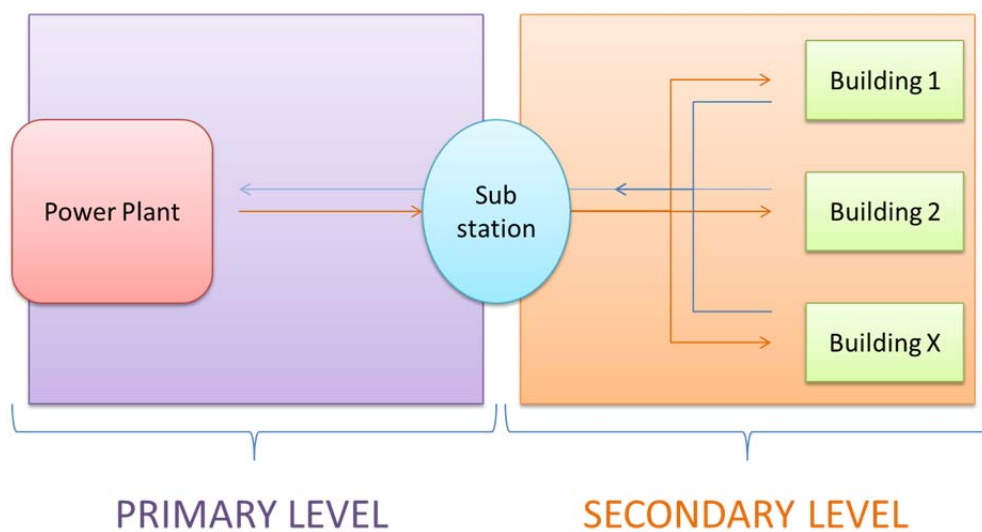 Building 1
Power Plant
Sub
station
Building 2
Building X
PRIMARY LEVEL
SECONDARY LEVEL